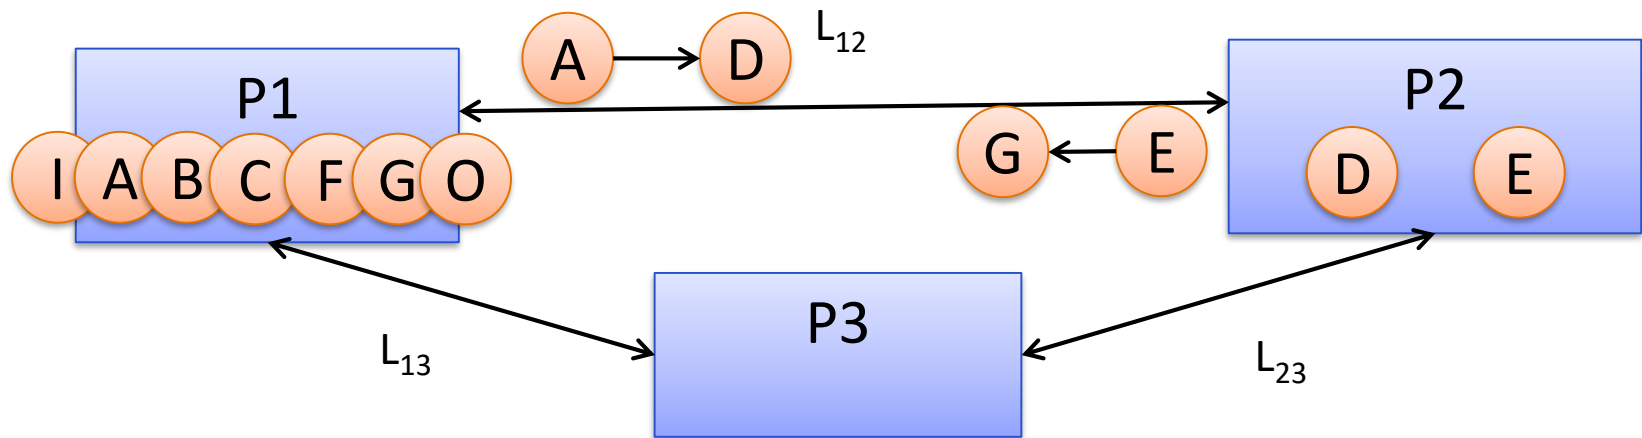 A D L12
P1 P2
G E
I A B C F G O
D E
P3
L13 L23